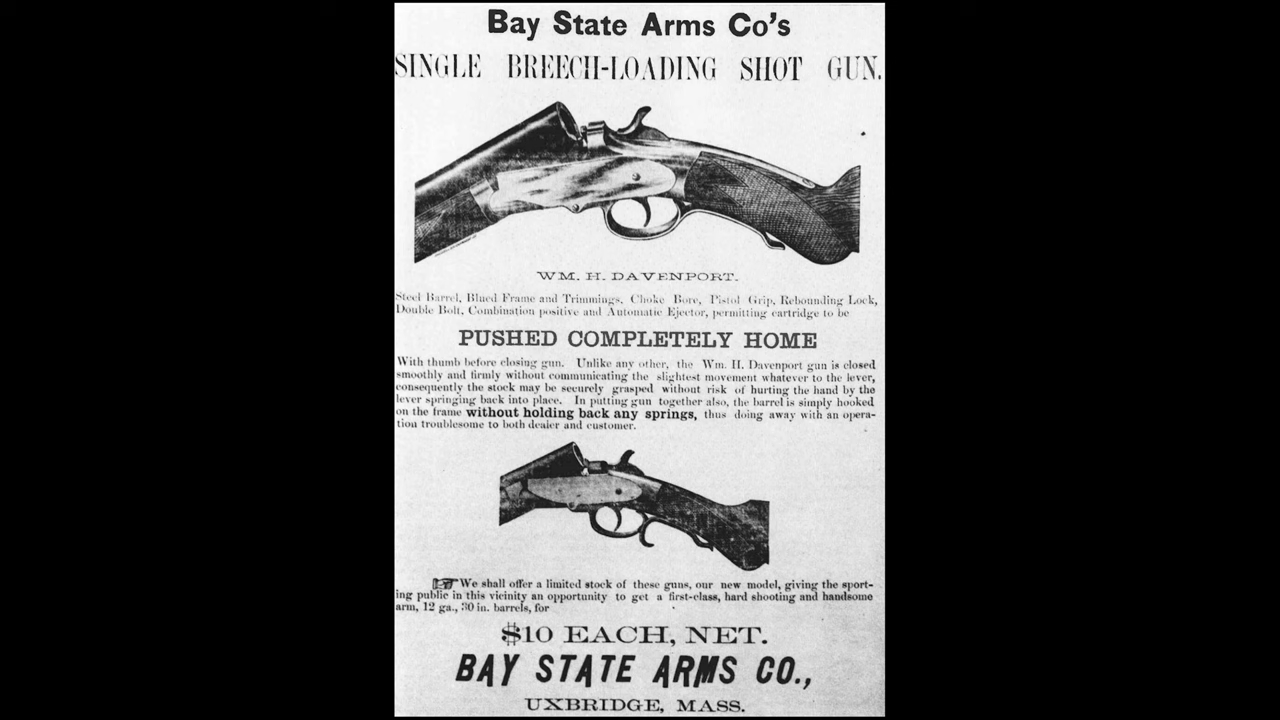 Bay State Arms Co's
SINGLE BREECH-LOADING SHOT GUN.
WM. H. DAVENPORT.
Steel Barrel, Blued Frame and Trimmings, Choke Bore, Pistol Grip, Rebounding Lock,
Double Bolt, Combination positive and Automatic Ejector, permitting cartridge to be
PUSHED COMPLETELY HOME
With thumb before closing gun. Unlike any other, the Wm. H. Davenport gun is closed
smoothly and firmly without communicating the slightest movement whatever to the lever,
consequently the stock may be securely grasped without risk of hurting the hand by the
lever springing back into place. In putting gun together also, the barrel is simply hooked
on the frame without holding back any springs, thus doing away with an opera-
tion troublesome to both dealer and customer.
We shall offer a limited stock of these guns, our new model, giving the sport-
ing public in this vicinity an opportunity to get a first-class, hard shooting and handsome
arm, 12 ga., 30 in. barrels, for
$10 EACH, NET.
BAY STATE ARMS CO.,
UXBRIDGE, MASS.